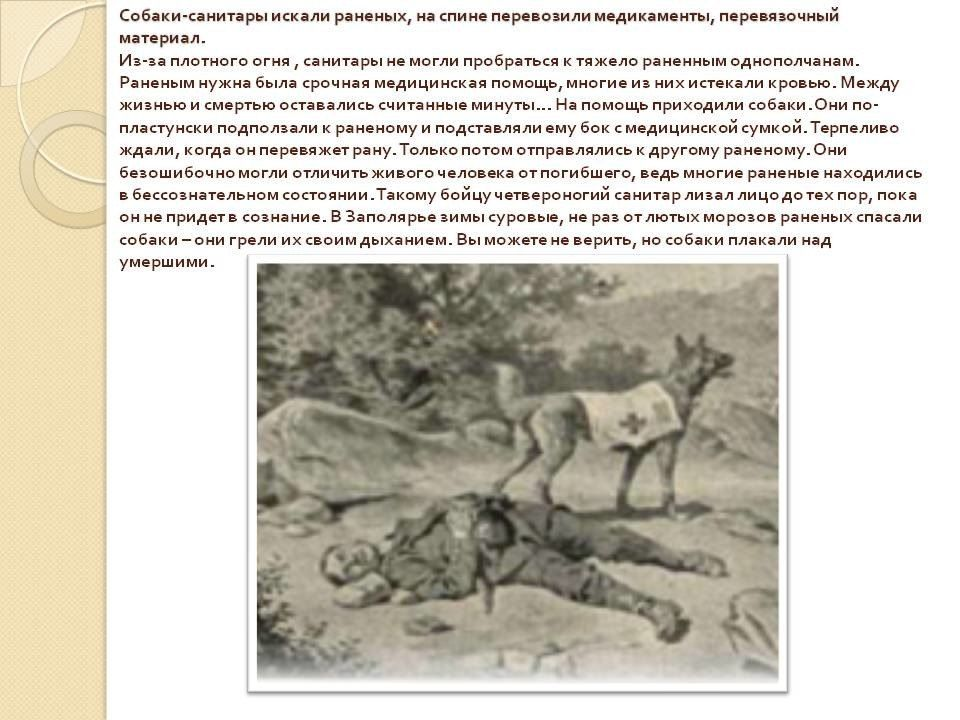 Собаки-санитары искали раненых, на спине перевозили медикаменты, перевязочный
материал.
Из-за плотного огня , санитары не могли пробраться к тяжело раненным однополчанам.
Раненым нужна была срочная медицинская помощь, многие из них истекали кровью. Между
жизнью и смертью оставались считанные минуты… На помощь приходили собаки. Они по-
пластунски подползали к раненому и подставляли ему бок с медицинской сумкой. Терпеливо
ждали, когда он перевяжет рану. Только потом отправлялись к другому раненому. Они
безошибочно могли отличить живого человека от погибшего, ведь многие раненые находились
в бессознательном состоянии. Такому бойцу четвероногий санитар лизал лицо до тех пор, пока
он не придет в сознание. В Заполярье зимы суровые, не раз от лютых морозов раненых спасали
собаки – они грели их своим дыханием. Вы можете не верить, но собаки плакали над
умершими.